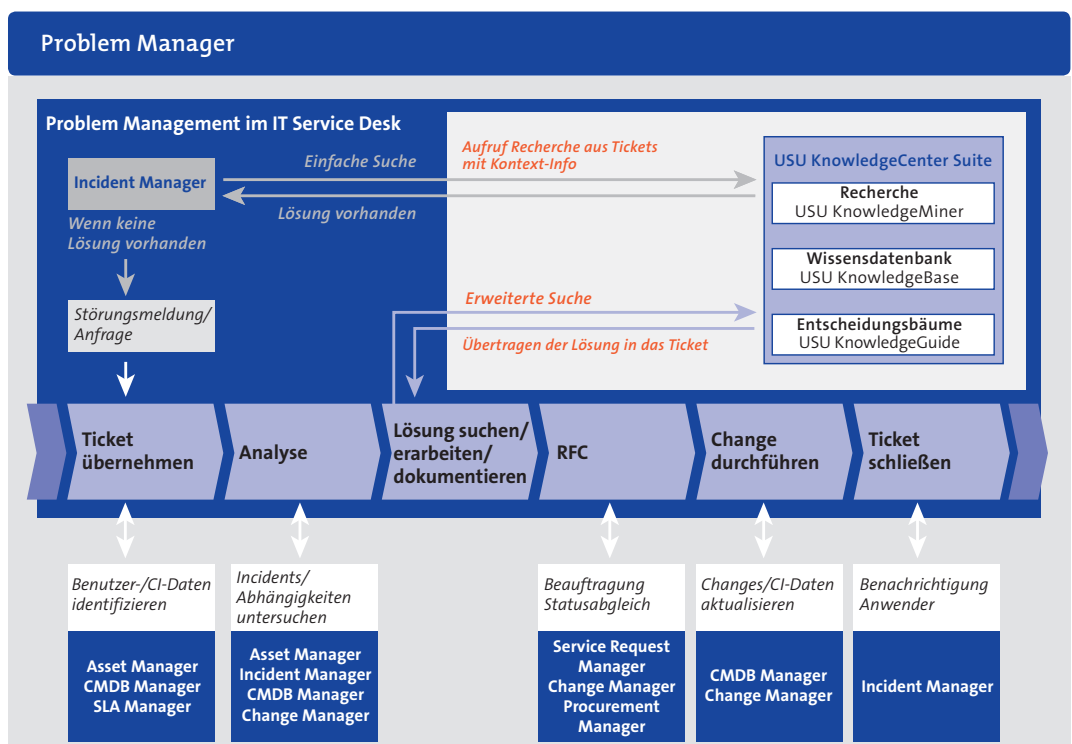 Problem Manager
Problem Management im IT Service Desk
Incident Manager
Einfache Suche
Lösung vorhanden
Wenn keine
Lösung vorhanden
Störungsmeldung/
Anfrage
Aufruf Recherche aus Tickets
mit Kontext-Info
Erweiterte Suche
Übertragen der Lösung in das Ticket
USU KnowledgeCenter Suite
Recherche
USU KnowledgeMiner
Wissensdatenbank
USU KnowledgeBase
Entscheidungsbäume
USU KnowledgeGuide
Ticket
übernehmen
Analyse
Lösung suchen/
erarbeiten/
dokumentieren
RFC
Change
durchführen
Ticket
schließen
Benutzer-/CI-Daten
identifizieren
Asset Manager
CMDB Manager
SLA Manager
Incidents/
Abhängigkeiten
untersuchen
Asset Manager
Incident Manager
CMDB Manager
Change Manager
Beauftragung
Statusabgleich
Service Request
Manager
Change Manager
Procurement
Manager
Changes/CI-Daten
aktualisieren
CMDB Manager
Change Manager
Benachrichtigung
Anwender
Incident Manager